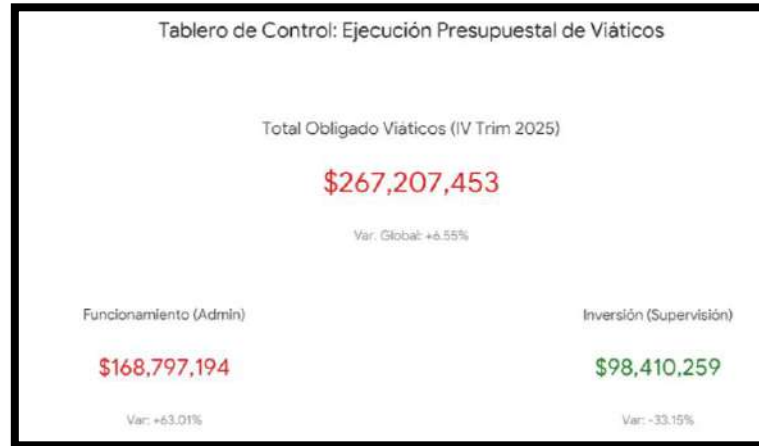 Tablero de Control: Ejecución Presupuestal de Viáticos
Total Obligado Viáticos (IV Trim 2025)
$267,207,453
Var. Global: +6.55%
Funcionamiento (Admin)
Inversión (Supervisión)
$168,797,194
$98,410,259
Var: +63.01%
Var: -33.15%